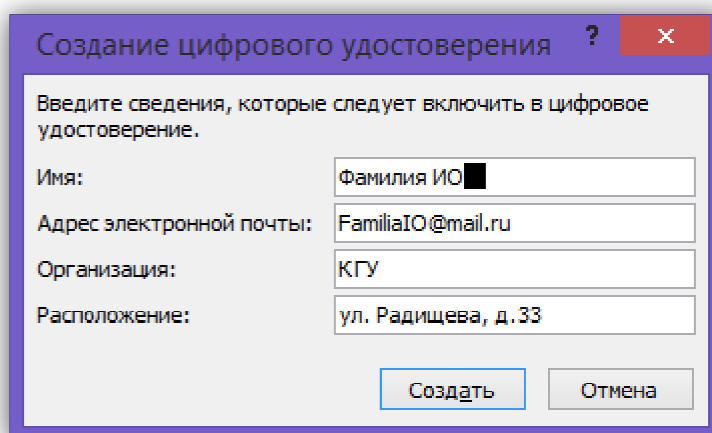 Создание цифрового удостоверения ? ×
Введите сведения, которые следует включить в цифровое
удостоверение.
Имя: Фамилия ИО
Адрес электронной почты: FamiliaIO@mail.ru
Организация: КГУ
Расположение: ул. Радищева, д.33
Создать Отмена